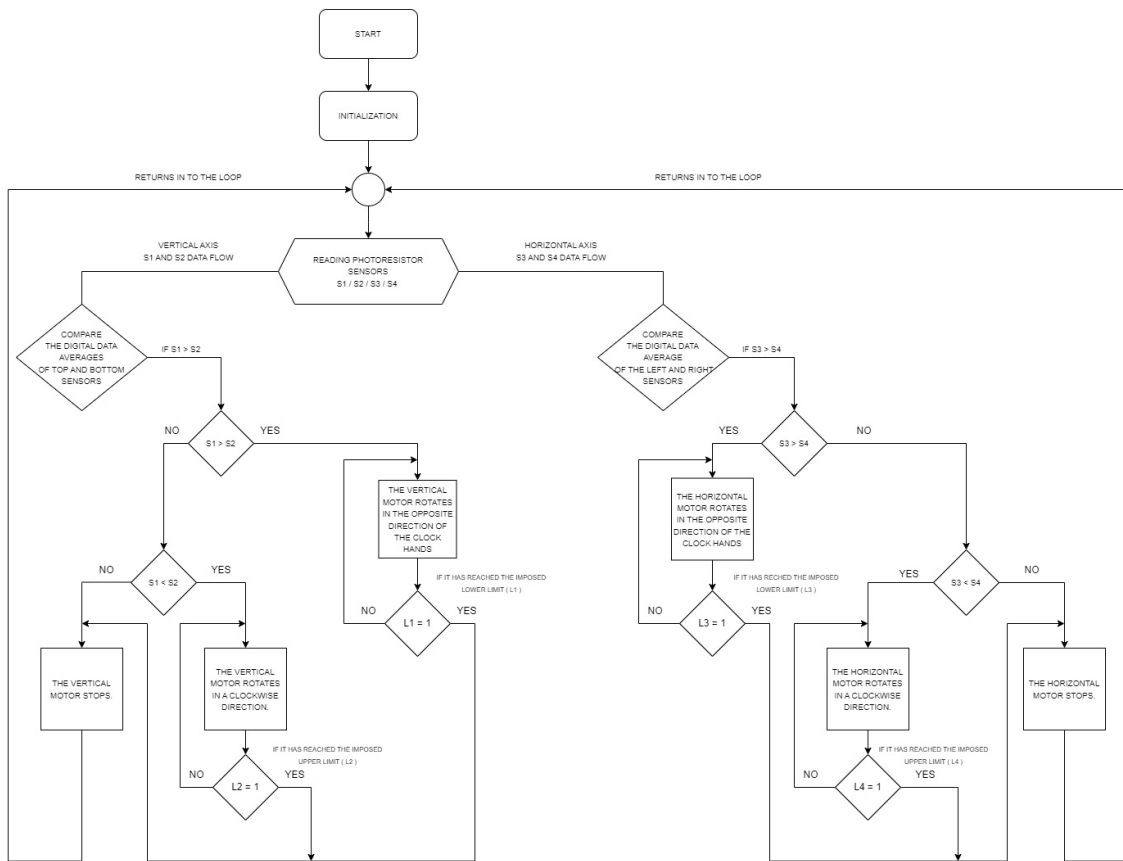 START
INITIALIZATION
RETURNS IN TO THE LOOP
RETURNS IN TO THE LOOP
VERTICAL AXIS
S1 AND S2 DATA FLOW
READING PHOTORESISTOR
SENSORS
S1 / S2 / S3 / S4
HORIZONTAL AXIS
S3 AND S4 DATA FLOW
COMPARE
THE DIGITAL DATA
AVERAGES
OF TOP AND BOTTOM
SENSORS
IF S1 > S2
COMPARE
THE DIGITAL DATA
AVERAGE
OF THE LEFT AND RIGHT
SENSORS
IF S3 > S4
NO
S1 > S2
YES
YES
S3 > S4
NO
THE VERTICAL
MOTOR ROTATES
IN THE OPPOSITE
DIRECTION OF
THE CLOCK
HANDS
THE HORIZONTAL
MOTOR ROTATES
IN THE OPPOSITE
DIRECTION OF THE
CLOCK HANDS
NO
S1 < S2
YES
IF IT HAS REACHED THE IMPOSED
LOWER LIMIT ( L1 )
NO
L1 = 1
YES
IF IT HAS RECHED THE IMPOSED
LOWER LIMIT ( L3 )
NO
L3 = 1
YES
YES
S3 < S4
NO
THE VERTICAL
MOTOR STOPS.
THE VERTICAL
MOTOR ROTATES
IN A CLOCKWISE
DIRECTION.
THE HORIZONTAL
MOTOR ROTATES
IN A CLOCKWISE
DIRECTION.
THE HORIZONTAL
MOTOR STOPS.
IF IT HAS REACHED THE IMPOSED
UPPER LIMIT ( L2 )
NO
L2 = 1
YES
IF IT HAS REACHED THE IMPOSED
UPPER LIMIT ( L4 )
NO
L4 = 1
YES